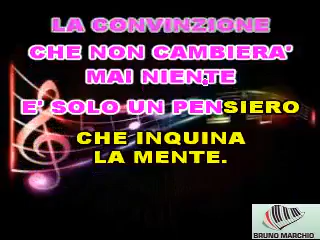 LA CONVINZIONE
CHE NON CAMBIERA'
MAI NIENTE
E' SOLO UN PENSIERO
CHE INQUINA
LA MENTE.
BRUNO MARCHIO